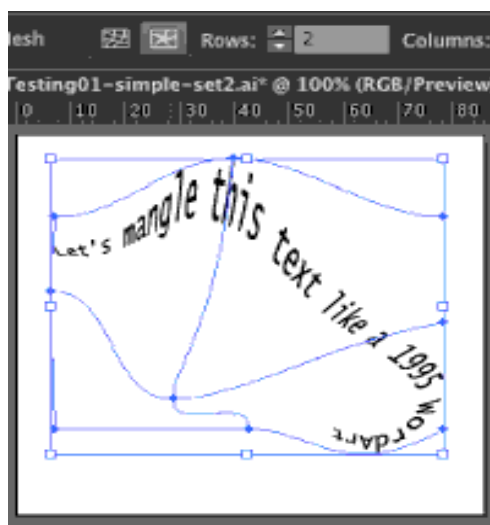 lesh Rows: 2 Columns:
Testing01-simple-set2.ai* @ 100% (RGB/Preview
0 10 20 30 40 50 60 70 80
Let's mangle this text like a 1995 Wordart